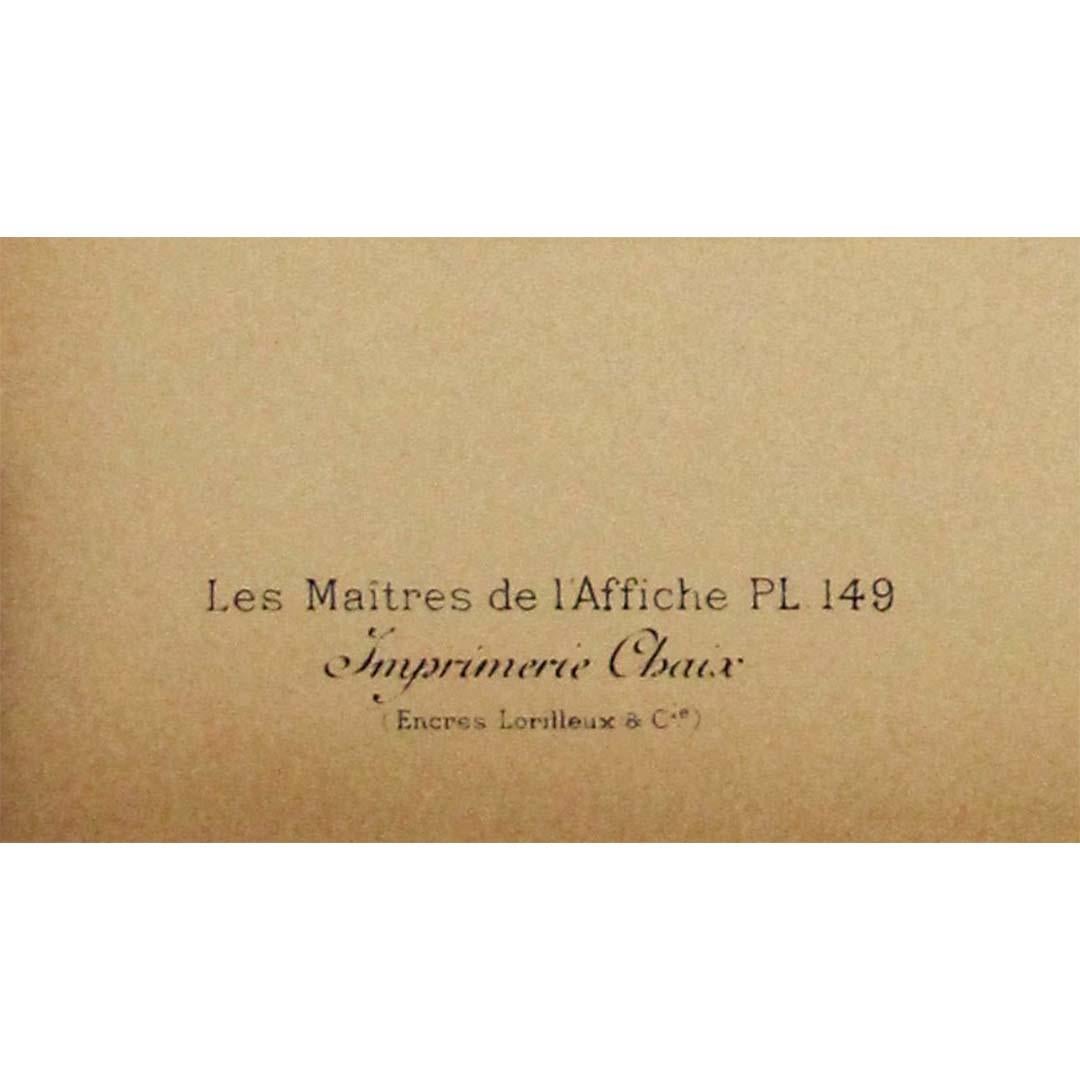 Les Maîtres de l'Affiche PL 149
Imprimerie Chaix
(Encres Lorilleux & Cie)